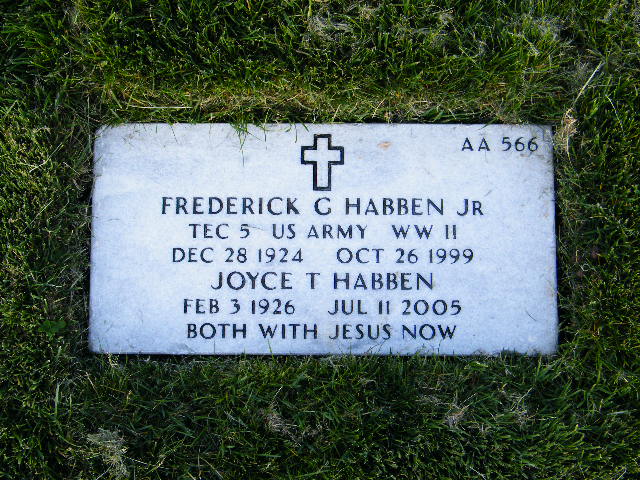 AA 566
FREDERICK G HABBEN JR
TEC 5 US ARMY WW II
DEC 28 1924 OCT 26 1999
JOYCE T HABBEN
FEB 3 1926 JUL 11 2005
BOTH WITH JESUS NOW